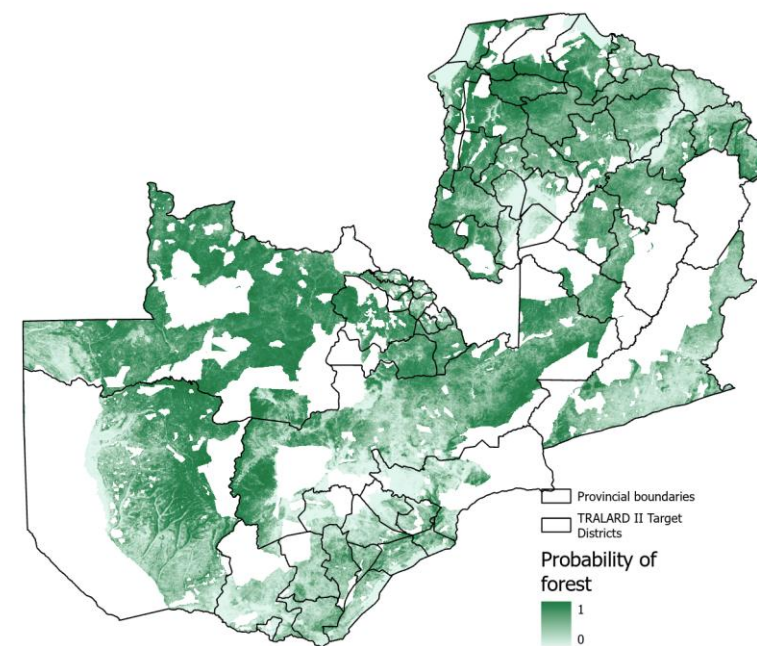 Provincial boundaries
TRALARD II Target
Districts
Probability of
forest
1
0